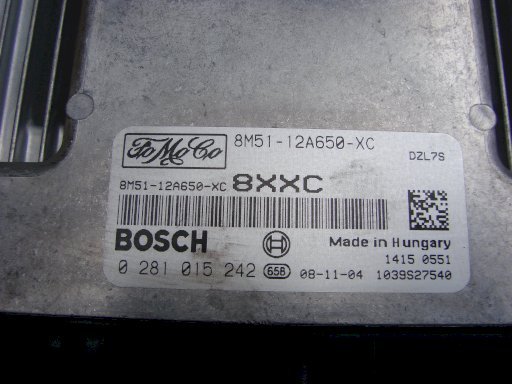 FoMoCo 8M51-12A650-XC
DZL7S
8M51-12A650-XC 8XXC
BOSCH Made in Hungary
1415 0551
0 281 015 242 65B 08-11-04 1039S27540